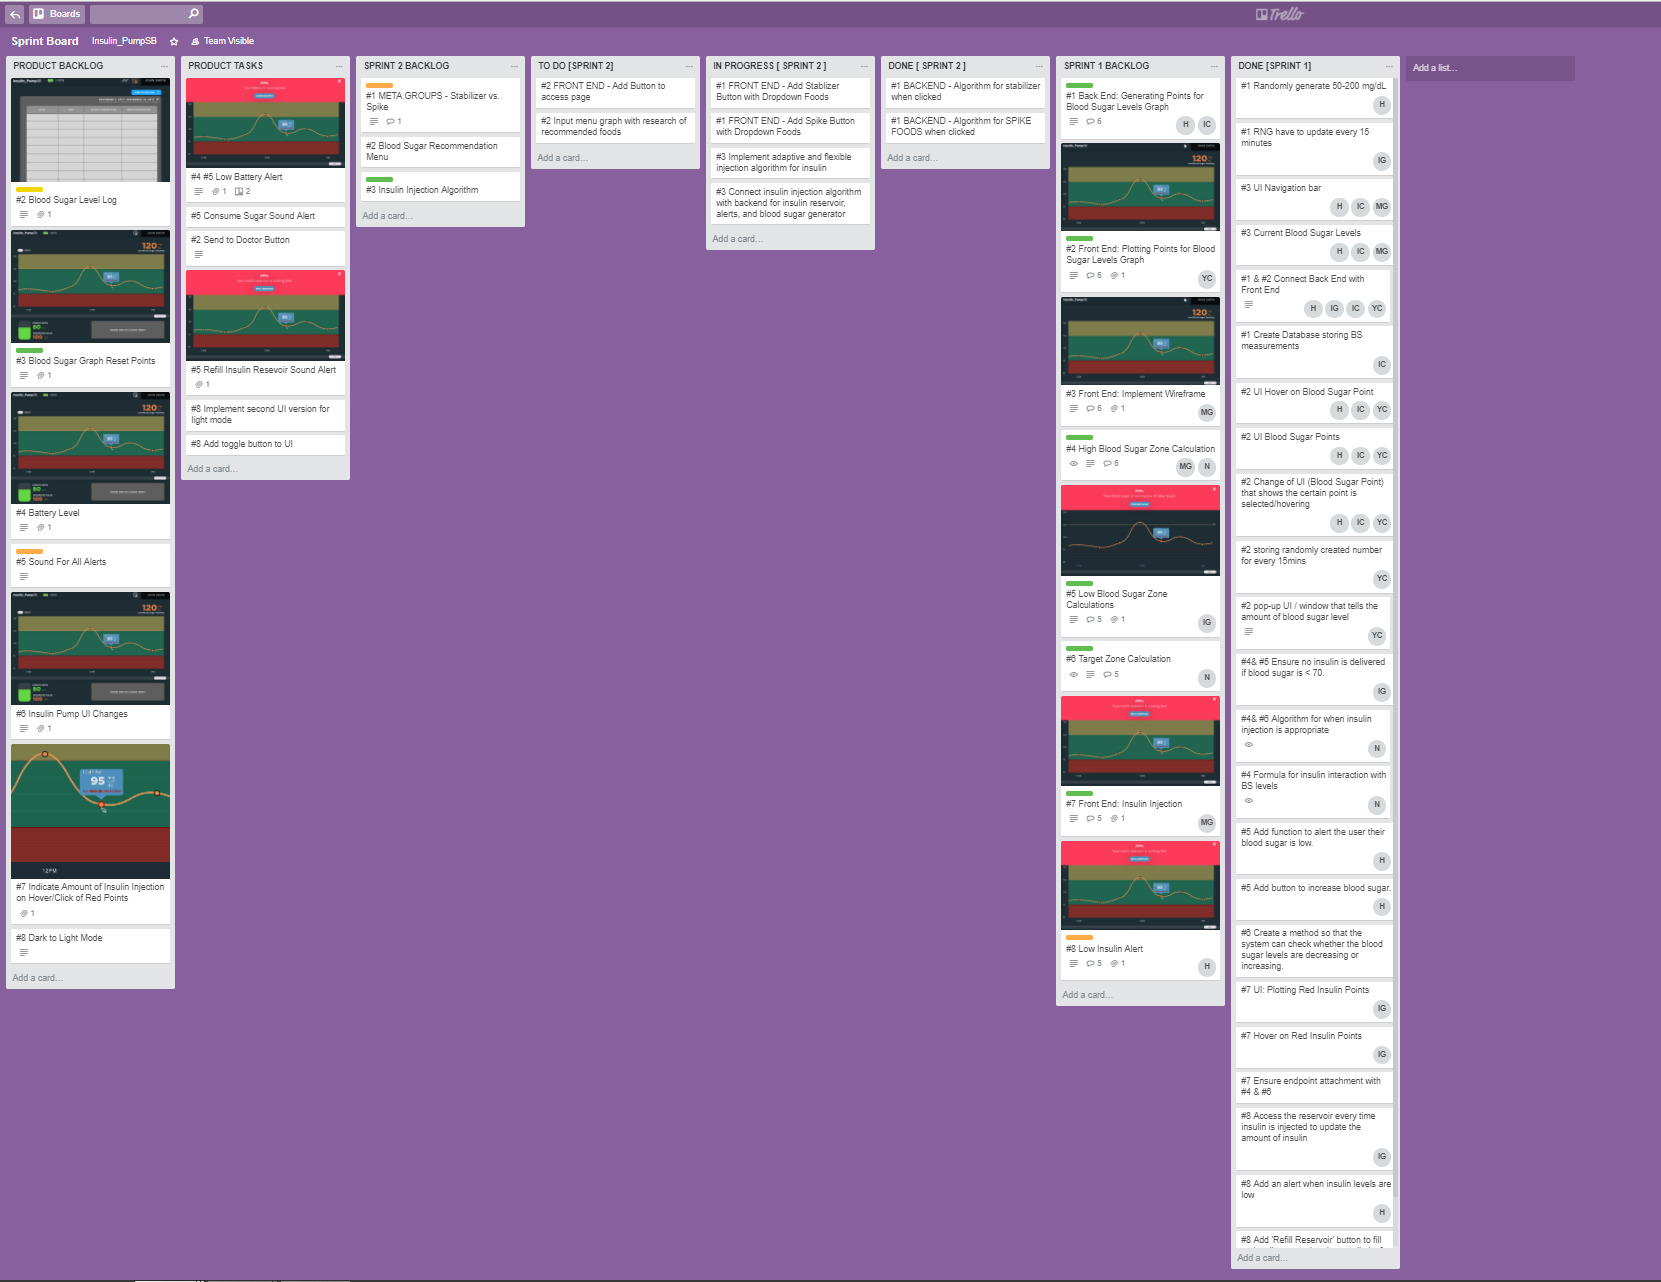 Boards
Trello
Sprint Board
Insulin_PumpSB
Team Visible
PRODUCT BACKLOG
#2 Blood Sugar Level Log
1
120
95
#3 Blood Sugar Graph Reset Points
1
120
#4 Battery Level
1
#5 Sound For All Alerts
120
#6 Insulin Pump UI Changes
1
95
12PM
#7 Indicate Amount of Insulin Injection
on Hover/Click of Red Points
1
#8 Dark to Light Mode
Add a card...
PRODUCT TASKS
#4 #5 Low Battery Alert
1
2
#5 Consume Sugar Sound Alert
#2 Send to Doctor Button
#5 Refill Insulin Resevoir Sound Alert
1
#8 Implement second UI version for
light mode
#8 Add toggle button to UI
Add a card...
SPRINT 2 BACKLOG
#1 META GROUPS - Stabilizer vs.
Spike
1
#2 Blood Sugar Recommendation
Menu
#3 Insulin Injection Algorithm
Add a card...
TO DO [SPRINT 2]
#2 FRONT END - Add Button to
access page
#2 Input menu graph with research of
recommended foods
Add a card...
IN PROGRESS [ SPRINT 2 ]
#1 FRONT END - Add Stablizer
Button with Dropdown Foods
#1 FRONT END - Add Spike Button
with Dropdown Foods
#3 Implement adaptive and flexible
injection algorithm for insulin
#3 Connect insulin injection algorithm
with backend for insulin reservoir,
alerts, and blood sugar generator
Add a card...
DONE [ SPRINT 2 ]
#1 BACKEND - Algorithm for stabilizer
when clicked
#1 BACKEND - Algorithm for SPIKE
FOODS when clicked
Add a card...
SPRINT 1 BACKLOG
#1 Back End: Generating Points for
Blood Sugar Levels Graph
6
H IC
120
#2 Front End: Plotting Points for Blood
Sugar Levels Graph
6 1
YC
120
#3 Front End: Implement Wireframe
6 1
MG
#4 High Blood Sugar Zone Calculation
6
MG N
#5 Low Blood Sugar Zone
Calculations
5 1
IG
#6 Target Zone Calculation
5
N
#7 Front End: Insulin Injection
5 1
MG
#8 Low Insulin Alert
5 1
H
Add a card...
DONE [SPRINT 1]
#1 Randomly generate 50-200 mg/dL
H
#1 RNG have to update every 15
minutes
IG
#3 UI Navigation bar
H IC MG
#3 Current Blood Sugar Levels
H IC MG
#1 & #2 Connect Back End with
Front End
H IG IC YC
#1 Create Database storing BS
measurements
IC
#2 UI Hover on Blood Sugar Point
H IC YC
#2 UI Blood Sugar Points
H IC YC
#2 Change of UI (Blood Sugar Point)
that shows the certain point is
selected/hovering
H IC YC
#2 storing randomly created number
for every 15mins
YC
#2 pop-up UI / window that tells the
amount of blood sugar level
YC
#4& #5 Ensure no insulin is delivered
if blood sugar is < 70.
IG
#4& #6 Algorithm for when insulin
injection is appropriate
N
#4 Formula for insulin interaction with
BS levels
N
#5 Add function to alert the user their
blood sugar is low.
H
#5 Add button to increase blood sugar.
H
#6 Create a method so that the
system can check whether the blood
sugar levels are decreasing or
increasing.
#7 UI: Plotting Red Insulin Points
IG
#7 Hover on Red Insulin Points
IG
#7 Ensure endpoint attachment with
#4 & #6
#8 Access the reservoir every time
insulin is injected to update the
amount of insulin
IG
#8 Add an alert when insulin levels are
low
H
#8 Add 'Refill Reservoir' button to fill
Add a card...
Add a list...